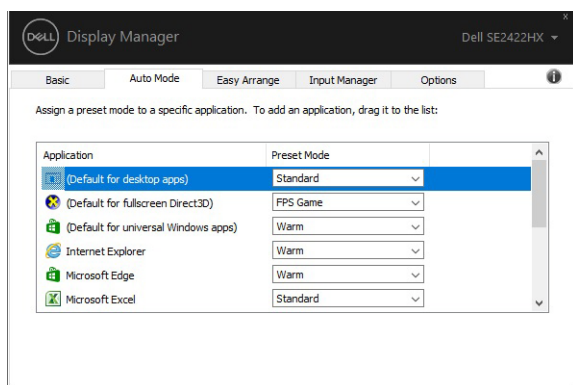 DELL Display Manager
Dell SE2422HX
Basic Auto Mode Easy Arrange Input Manager Options
Assign a preset mode to a specific application. To add an application, drag it to the list:
Application Preset Mode
(Default for desktop apps) Standard
(Default for fullscreen Direct3D) FPS Game
(Default for universal Windows apps) Warm
Internet Explorer Warm
Microsoft Edge Warm
Microsoft Excel Standard